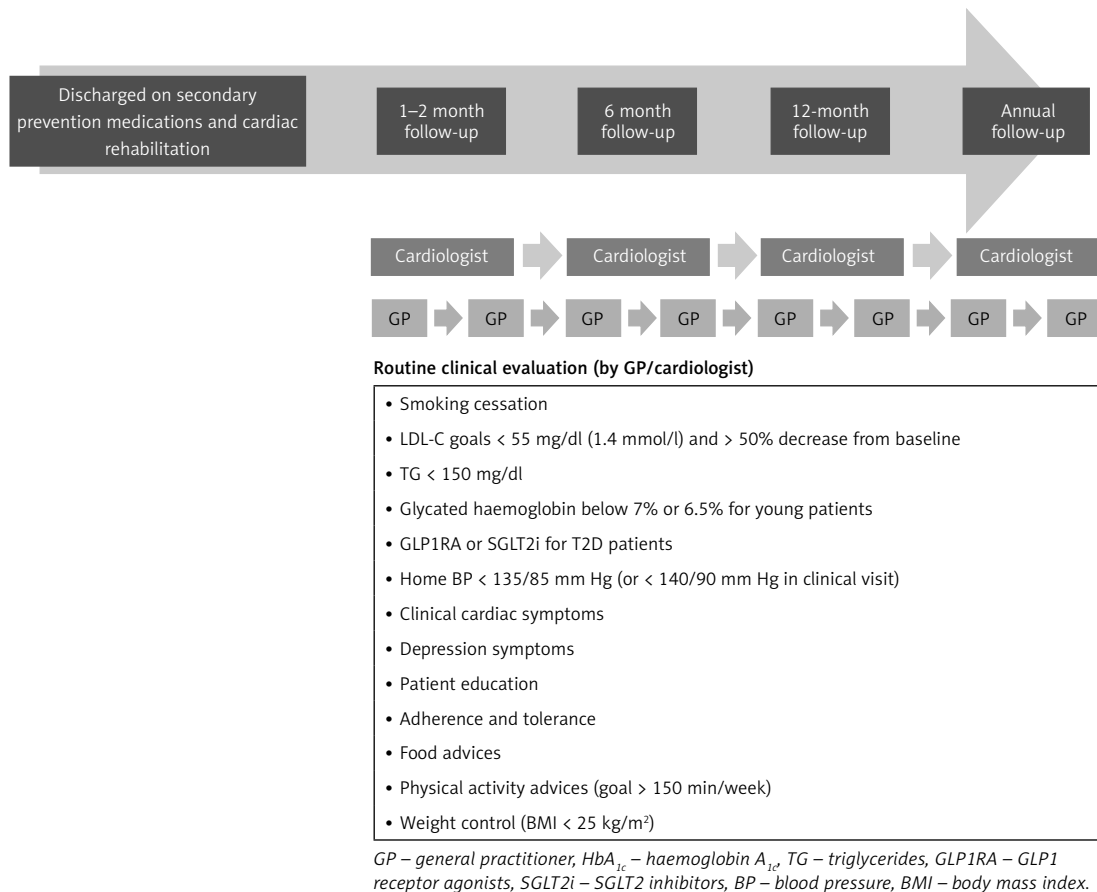 Discharged on secondary
prevention medications and cardiac
rehabilitation
1–2 month
follow-up
6 month
follow-up
12-month
follow-up
Annual
follow-up
Cardiologist
Cardiologist
Cardiologist
Cardiologist
GP
GP
GP
GP
GP
GP
GP
GP
Routine clinical evaluation (by GP/cardiologist)
• Smoking cessation
• LDL-C goals < 55 mg/dl (1.4 mmol/l) and > 50% decrease from baseline
• TG < 150 mg/dl
• Glycated haemoglobin below 7% or 6.5% for young patients
• GLP1RA or SGLT2i for T2D patients
• Home BP < 135/85 mm Hg (or < 140/90 mm Hg in clinical visit)
• Clinical cardiac symptoms
• Depression symptoms
• Patient education
• Adherence and tolerance
• Food advices
• Physical activity advices (goal > 150 min/week)
• Weight control (BMI < 25 kg/m²)
GP – general practitioner, HbA1c – haemoglobin A1c, TG – triglycerides, GLP1RA – GLP1
receptor agonists, SGLT2i – SGLT2 inhibitors, BP – blood pressure, BMI – body mass index.